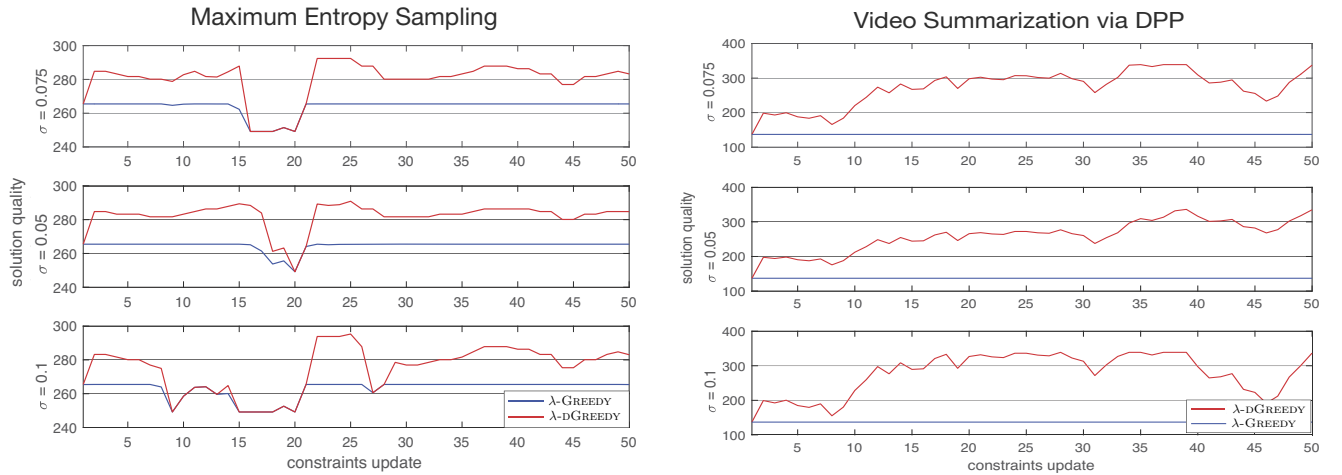 Maximum Entropy Sampling
300
280
260
240
σ = 0.075
5 10 15 20 25 30 35 40 45 50
300
280
260
240
solution quality
σ = 0.05
5 10 15 20 25 30 35 40 45 50
300
280
260
240
σ = 0.1
λ-GREEDY
λ-DGREEDY
5 10 15 20 25 30 35 40 45 50
constraints update
Video Summarization via DPP
400
300
200
100
σ = 0.075
5 10 15 20 25 30 35 40 45 50
400
300
200
100
solution quality
σ = 0.05
5 10 15 20 25 30 35 40 45 50
400
300
200
100
σ = 0.1
λ-DGREEDY
λ-GREEDY
5 10 15 20 25 30 35 40 45 50
constraints update